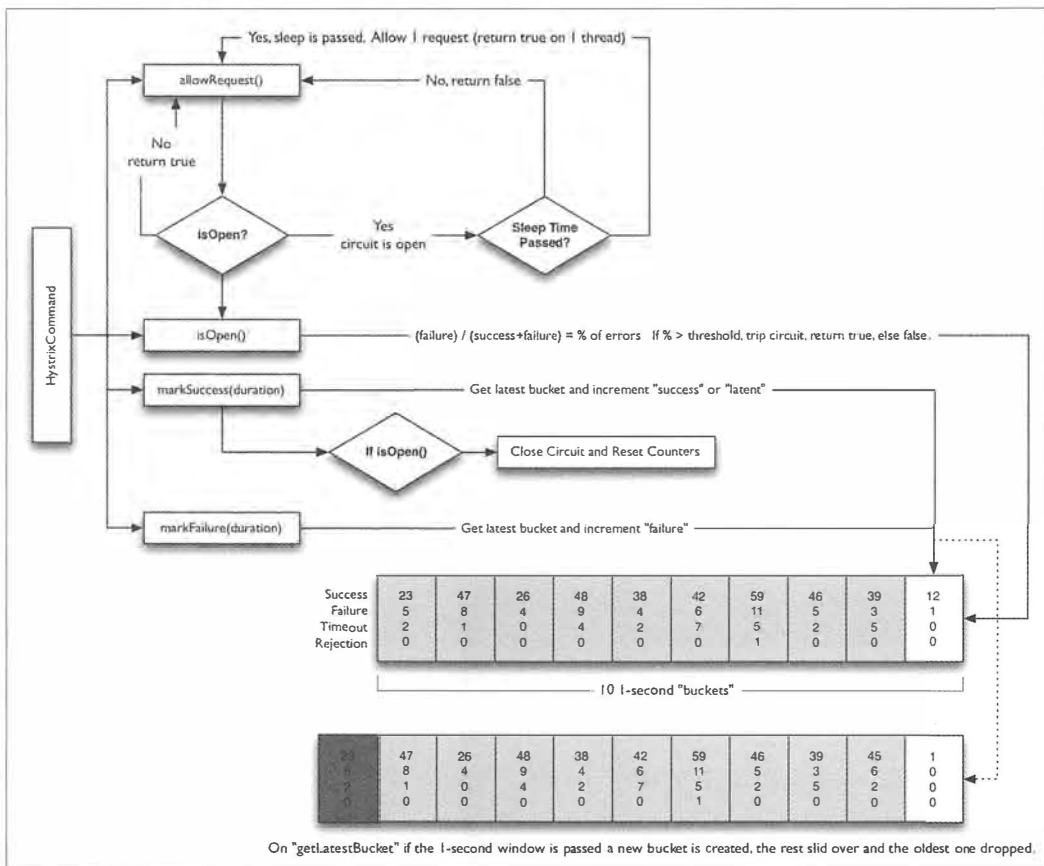 Yes, sleep is passed. Allow 1 request (return true on 1 thread)
allowRequest()
No, return false
No
return true
isOpen?
Yes
circuit is open
Sleep Time
Passed?
HystrixCommand
isOpen()
(failure) / (success+failure) = % of errors If % > threshold, trip circuit, return true, else false.
markSuccess(duration)
Get latest bucket and increment "success" or "latent"
If isOpen()
Close Circuit and Reset Counters
markFailure(duration)
Get latest bucket and increment "failure"
Success 23 47 26 48 38 42 59 46 39 12
Failure 5 8 4 9 4 6 11 5 3 1
Timeout 2 1 0 4 2 7 5 2 5 0
Rejection 0 0 0 0 0 0 1 0 0 0
10 1-second "buckets"
23 47 26 48 38 42 59 46 39 45 1
5 8 4 9 4 6 11 5 3 6 0
2 1 0 4 2 7 5 2 5 2 0
0 0 0 0 0 0 1 0 0 0 0
On "getLatestBucket" if the 1-second window is passed a new bucket is created, the rest slid over and the oldest one dropped.